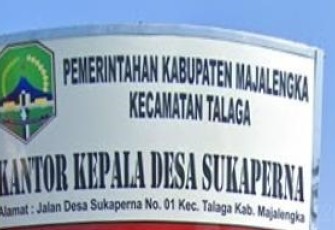 PEMERINTAHAN KABUPATEN MAJALENGKA
KECAMATAN TALAGA
KANTOR KEPALA DESA SUKAPERNA
Alamat : Jalan Desa Sukaperna No. 01 Kec. Talaga Kab. Majalengka